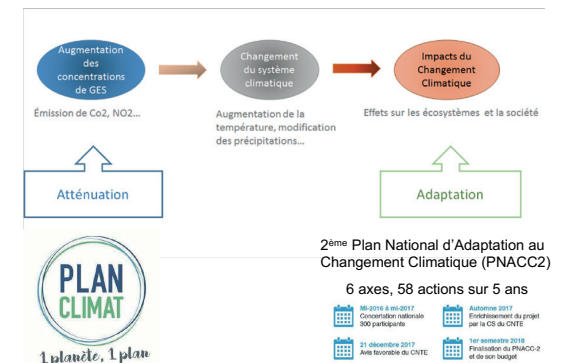 Augmentation
des
concentrations
de GES
Changement
du système
climatique
Impacts du
Changement
Climatique
Émission de Co2, NO2...
Augmentation de la
température, modification
des précipitations...
Effets sur les écosystèmes et la société
Atténuation
Adaptation
PLAN
CLIMAT
1 planète, 1 plan
2ème Plan National d'Adaptation au
Changement Climatique (PNACC2)
6 axes, 58 actions sur 5 ans
Mi-2016 à mi-2017
Concertation nationale
300 participants
Automne 2017
Enrichissement du projet
par la CS du CNTE
21 décembre 2017
Avis favorable du CNTE
1er semestre 2018
Finalisation du PNACC-2
et de son budget